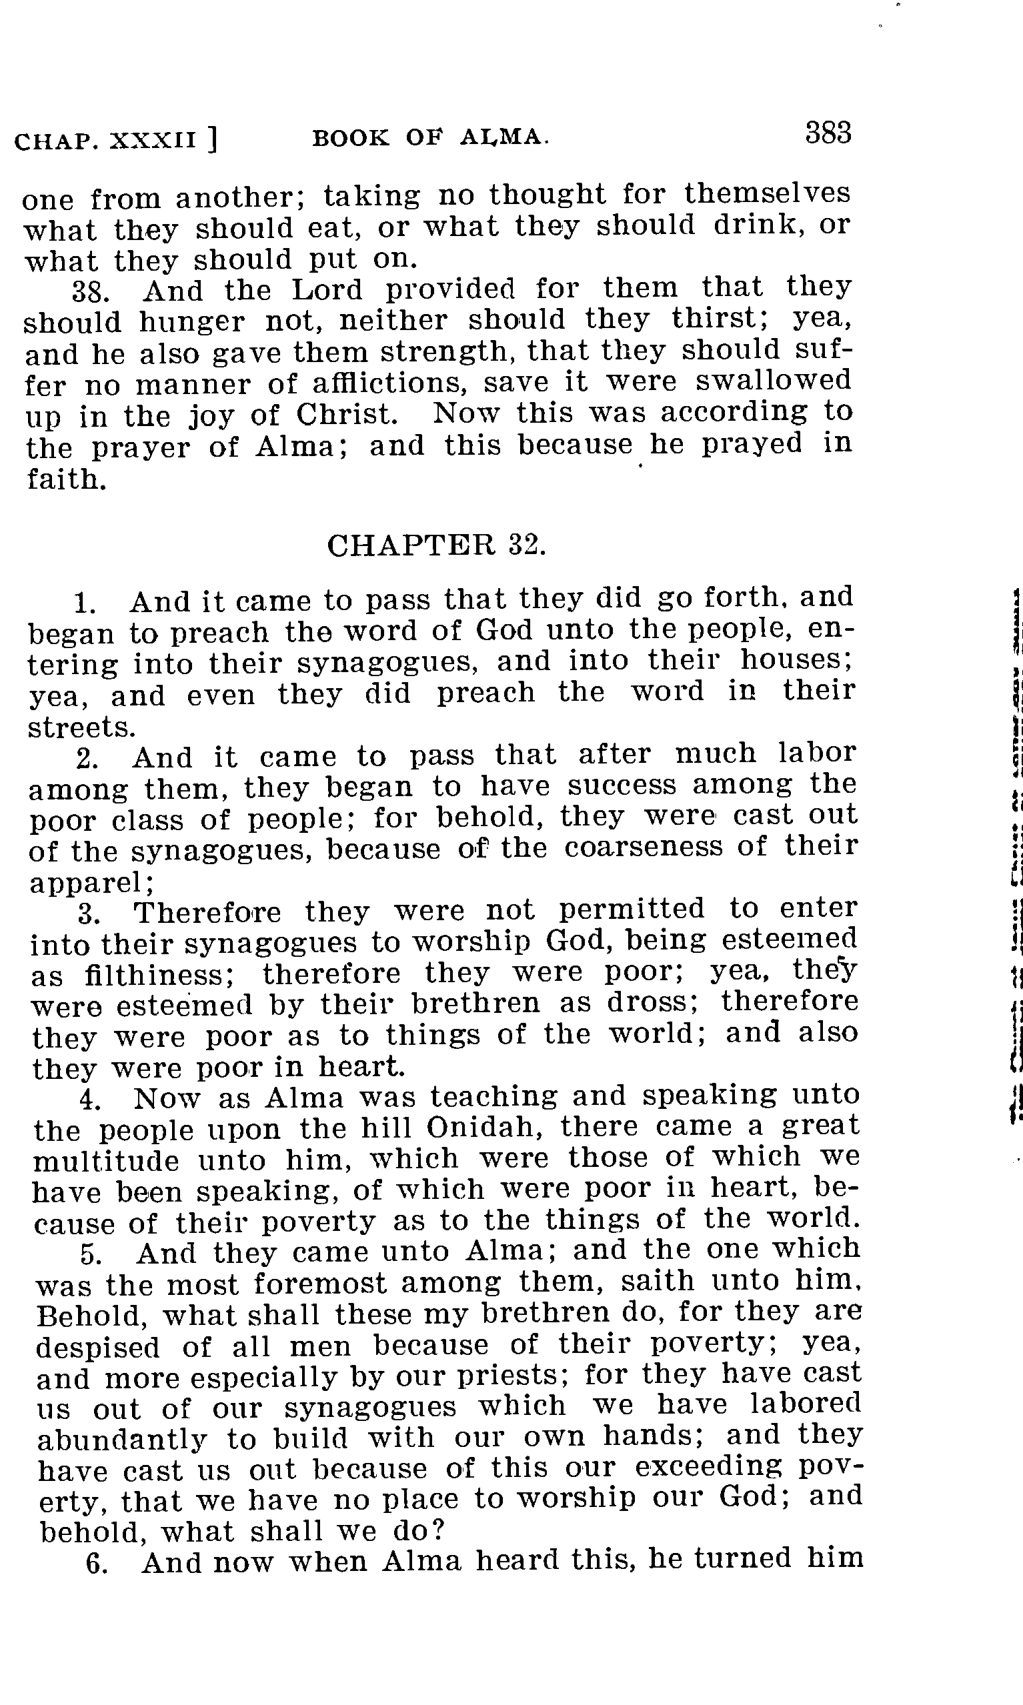 CHAP. XXXII ] BOOK OF ALMA. 383
one from another; taking no thought for themselves
what they should eat, or what they should drink, or
what they should put on.
38. And the Lord provided for them that they
should hunger not, neither should they thirst; yea,
and he also gave them strength, that they should suf-
fer no manner of afflictions, save it were swallowed
up in the joy of Christ. Now this was according to
the prayer of Alma; and this because he prayed in
faith.
CHAPTER 32.
1. And it came to pass that they did go forth, and
began to preach the word of God unto the people, en-
tering into their synagogues, and into their houses;
yea, and even they did preach the word in their
streets.
2. And it came to pass that after much labor
among them, they began to have success among the
poor class of people; for behold, they were cast out
of the synagogues, because of the coarseness of their
apparel;
3. Therefore they were not permitted to enter
into their synagogues to worship God, being esteemed
as filthiness; therefore they were poor; yea, they
were esteemed by their brethren as dross; therefore
they were poor as to things of the world; and also
they were poor in heart.
4. Now as Alma was teaching and speaking unto
the people upon the hill Onidah, there came a great
multitude unto him, which were those of which we
have been speaking, of which were poor in heart, be-
cause of their poverty as to the things of the world.
5. And they came unto Alma; and the one which
was the most foremost among them, saith unto him,
Behold, what shall these my brethren do, for they are
despised of all men because of their poverty; yea,
and more especially by our priests; for they have cast
us out of our synagogues which we have labored
abundantly to build with our own hands; and they
have cast us out because of this our exceeding pov-
erty, that we have no place to worship our God; and
behold, what shall we do?
6. And now when Alma heard this, he turned him